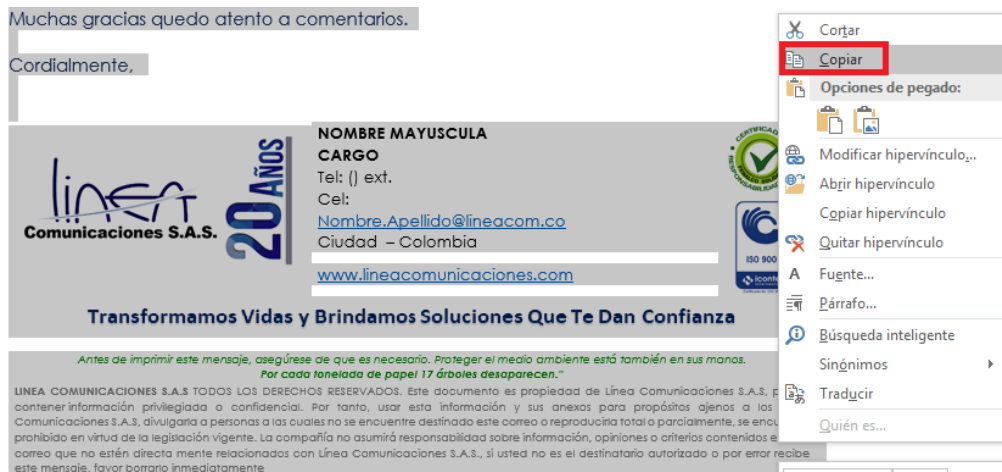 Muchas gracias quedo atento a comentarios.
Cordialmente,
linea
Comunicaciones S.A.S.
20 AÑOS
NOMBRE MAYUSCULA
CARGO
Tel: () ext.
Cel:
Nombre.Apellido@lineacom.co
Ciudad – Colombia
www.lineacomunicaciones.com
ISO 900
Transformamos Vidas y Brindamos Soluciones Que Te Dan Confianza
Antes de imprimir este mensaje, asegúrese de que es necesario. Proteger el medio ambiente está también en sus manos.
Por cada tonelada de papel 17 árboles desaparecen."
LINEA COMUNICACIONES S.A.S TODOS LOS DERECHOS RESERVADOS. Este documento es propiedad de Línea Comunicaciones S.A.S, p
contener información privilegiada o confidencial. Por tanto, usar esta información y sus anexos para propósitos ajenos a los
Comunicaciones S.A.S, divulgarla a personas a las cuales no se encuentre destinado este correo o reproducirla total o parcialmente, se encu
prohibido en virtud de la legislación vigente. La compañía no asumirá responsabilidad sobre información, opiniones o criterios contenidos e
correo que no estén directa mente relacionados con Línea Comunicaciones S.A.S., si usted no es el destinatario autorizado o por error recibe
este mensaje, favor borrarlo inmediatamente
Cortar
Copiar
Opciones de pegado:
Modificar hipervínculo...
Abrir hipervínculo
Copiar hipervínculo
Quitar hipervínculo
A Fuente...
Párrafo...
Búsqueda inteligente
Sinónimos
Traducir
Quién es...